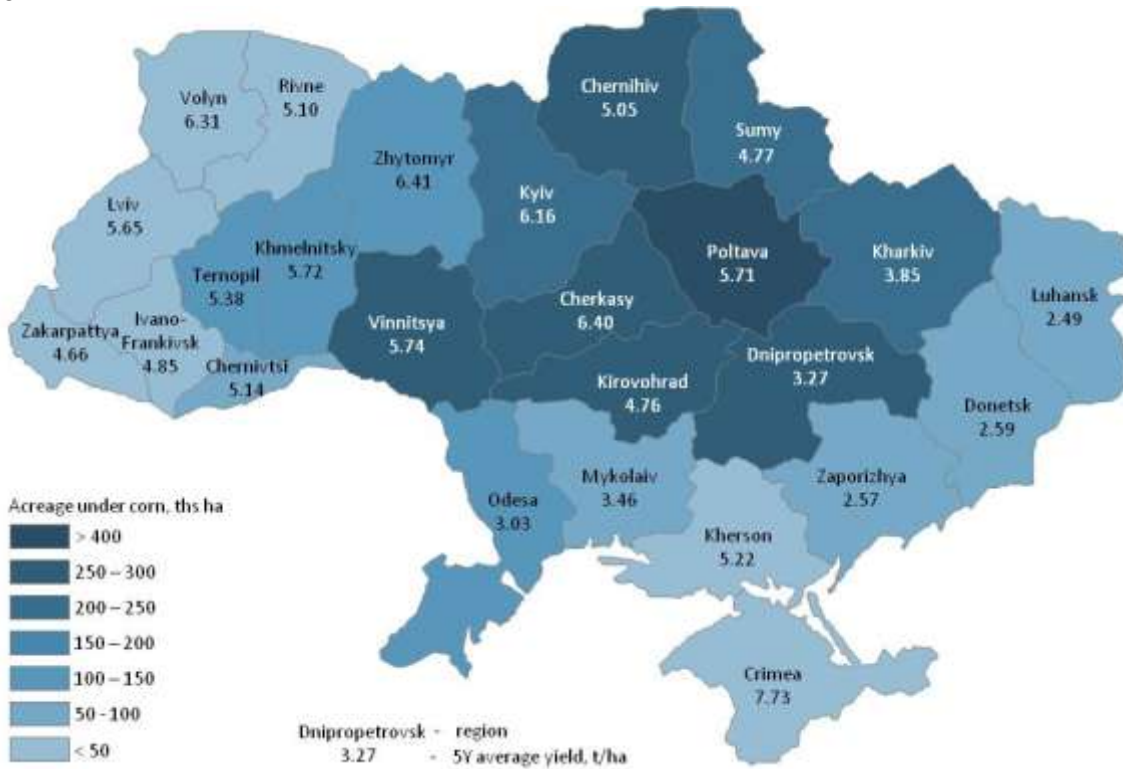 Chernihiv
5.05
Rivne
5.10
Volyn
6.31
Sumy
4.77
Zhytomyr
6.41
Kyiv
6.16
Lviv
5.65
Khmelnitsky
5.72
Poltava
5.71
Kharkiv
3.85
Ternopil
5.38
Luhansk
2.49
Cherkasy
6.40
Ivano-
Frankivsk
4.85
Zakarpattya
4.66
Vinnitsya
5.74
Dnipropetrovsk
3.27
Chernivtsi
5.14
Kirovohrad
4.76
Donetsk
2.59
Mykolaiv
3.46
Zaporizhya
2.57
Odesa
3.03
Kherson
5.22
Crimea
7.73
Acreage under corn, ths ha
> 400
250 – 300
200 – 250
150 – 200
100 – 150
50 - 100
< 50
Dnipropetrovsk - region
3.27 - 5Y average yield, t/ha